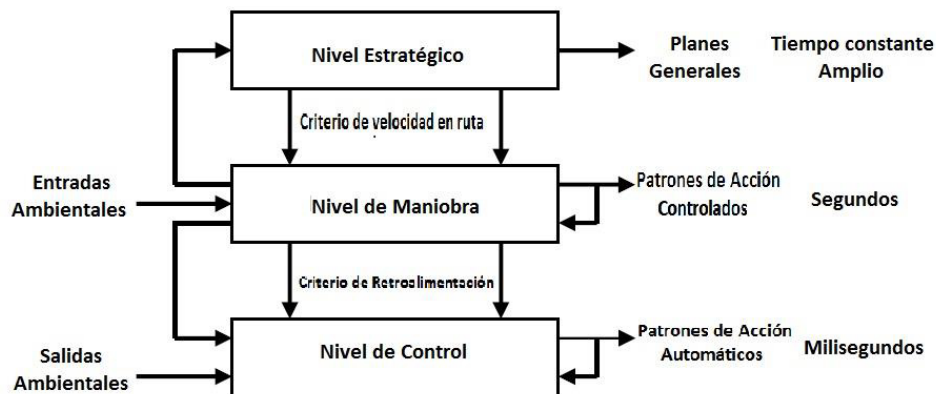 Nivel Estratégico
Planes
Generales
Tiempo constante
Amplio
Criterio de velocidad en ruta
Entradas
Ambientales
Nivel de Maniobra
Patrones de Acción
Controlados
Segundos
Criterio de Retroalimentación
Salidas
Ambientales
Nivel de Control
Patrones de Acción
Automáticos
Milisegundos